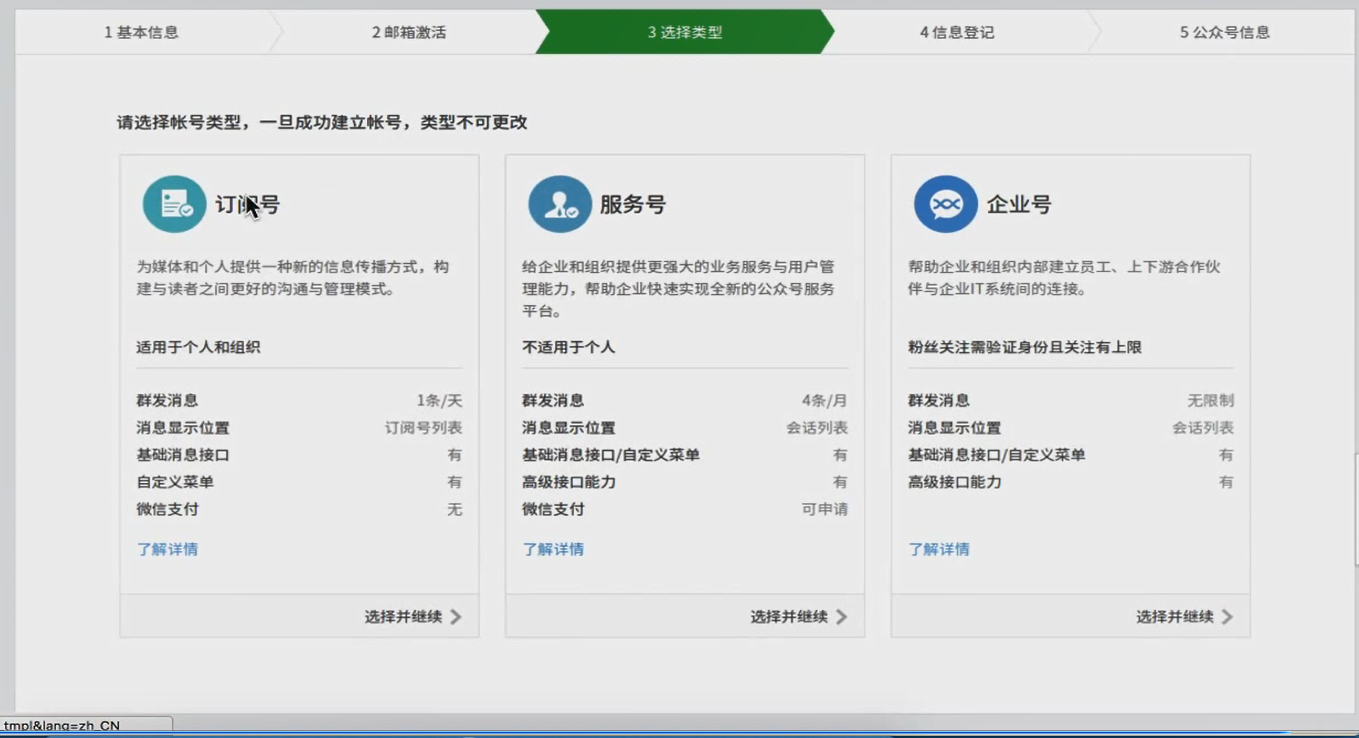 1 基本信息
2 邮箱激活
3 选择类型
4 信息登记
5 公众号信息
请选择帐号类型，一旦成功建立帐号，类型不可更改
订阅号
为媒体和个人提供一种新的信息传播方式，构
建与读者之间更好的沟通与管理模式。
适用于个人和组织
群发消息 1条/天
消息显示位置 订阅号列表
基础消息接口 有
自定义菜单 有
微信支付 无
了解详情
选择并继续
服务号
给企业和组织提供更强大的业务服务与用户管
理能力，帮助企业快速实现全新的公众号服务
平台。
不适用于个人
群发消息 4条/月
消息显示位置 会话列表
基础消息接口/自定义菜单 有
高级接口能力 有
微信支付 可申请
了解详情
选择并继续
企业号
帮助企业和组织内部建立员工、上下游合作伙
伴与企业IT系统间的连接。
粉丝关注需验证身份且关注有上限
群发消息 无限制
消息显示位置 会话列表
基础消息接口/自定义菜单 有
高级接口能力 有
了解详情
选择并继续
tmpl&lang=zh_CN